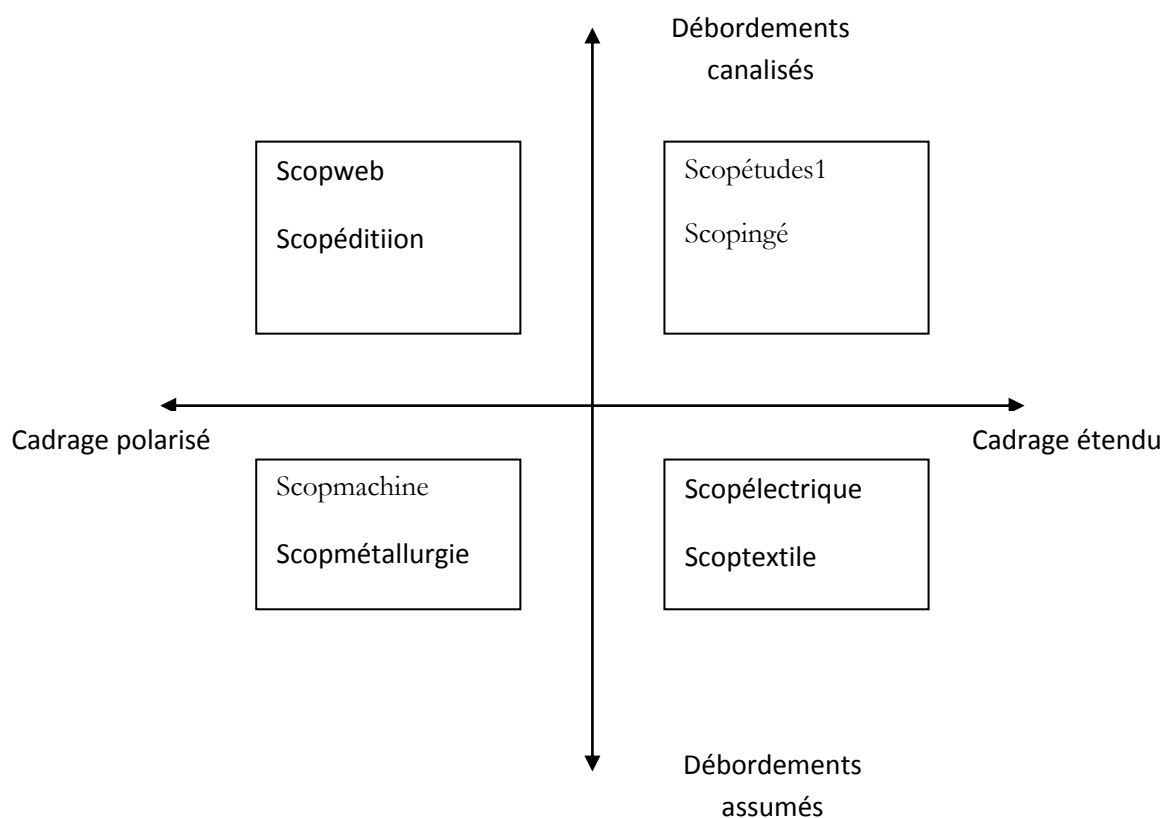 Débordements
canalisés
Scopweb
Scopéditiion
Scopétudes1
Scopingé
Cadrage polarisé
Cadrage étendu
Scopmachine
Scopmétallurgie
Scopélectrique
Scoptextile
Débordements
assumés